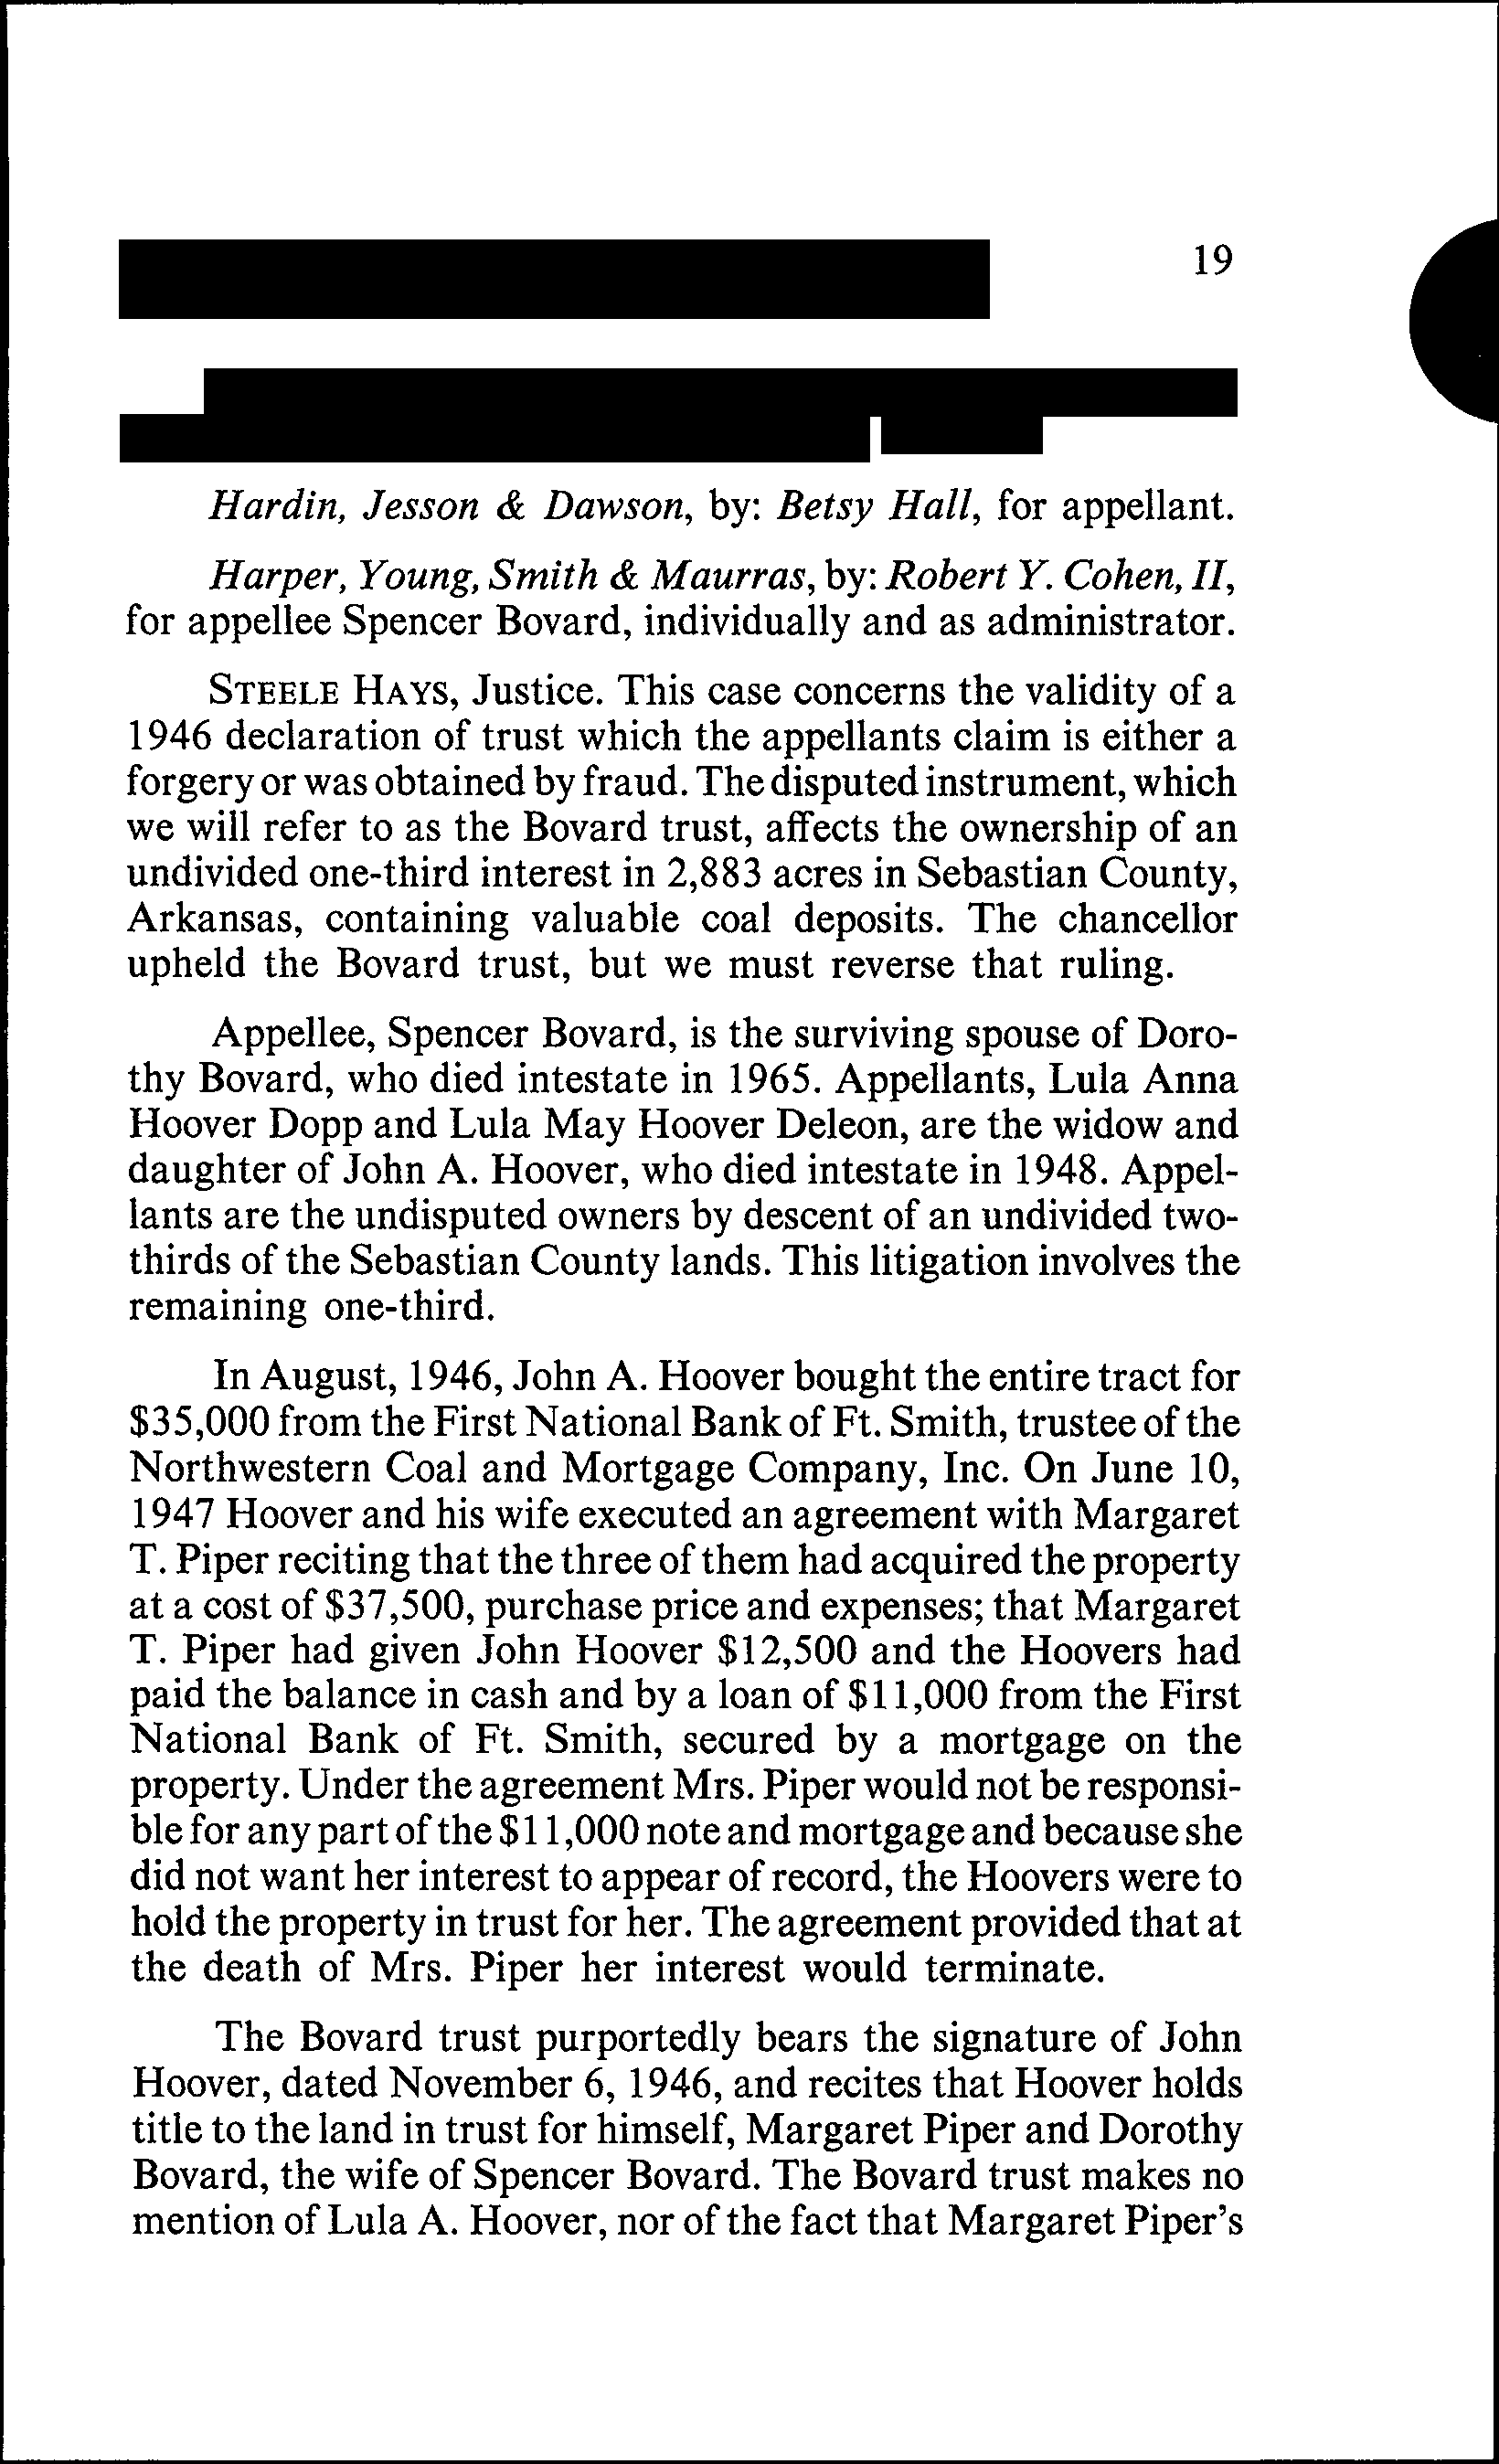 19
Hardin, Jesson & Dawson, by: Betsy Hall, for appellant.
Harper, Young, Smith & Maurras, by: Robert Y. Cohen, II,
for appellee Spencer Bovard, individually and as administrator.
STEELE HAYS, Justice. This case concerns the validity of a
1946 declaration of trust which the appellants claim is either a
forgery or was obtained by fraud. The disputed instrument, which
we will refer to as the Bovard trust, affects the ownership of an
undivided one-third interest in 2,883 acres in Sebastian County,
Arkansas, containing valuable coal deposits. The chancellor
upheld the Bovard trust, but we must reverse that ruling.
Appellee, Spencer Bovard, is the surviving spouse of Doro-
thy Bovard, who died intestate in 1965. Appellants, Lula Anna
Hoover Dopp and Lula May Hoover Deleon, are the widow and
daughter of John A. Hoover, who died intestate in 1948. Appel-
lants are the undisputed owners by descent of an undivided two-
thirds of the Sebastian County lands. This litigation involves the
remaining one-third.
In August, 1946, John A. Hoover bought the entire tract for
$35,000 from the First National Bank of Ft. Smith, trustee of the
Northwestern Coal and Mortgage Company, Inc. On June 10,
1947 Hoover and his wife executed an agreement with Margaret
T. Piper reciting that the three of them had acquired the property
at a cost of $37,500, purchase price and expenses; that Margaret
T. Piper had given John Hoover $12,500 and the Hoovers had
paid the balance in cash and by a loan of $11,000 from the First
National Bank of Ft. Smith, secured by a mortgage on the
property. Under the agreement Mrs. Piper would not be responsi-
ble for any part of the $11,000 note and mortgage and because she
did not want her interest to appear of record, the Hoovers were to
hold the property in trust for her. The agreement provided that at
the death of Mrs. Piper her interest would terminate.
The Bovard trust purportedly bears the signature of John
Hoover, dated November 6, 1946, and recites that Hoover holds
title to the land in trust for himself, Margaret Piper and Dorothy
Bovard, the wife of Spencer Bovard. The Bovard trust makes no
mention of Lula A. Hoover, nor of the fact that Margaret Piper's